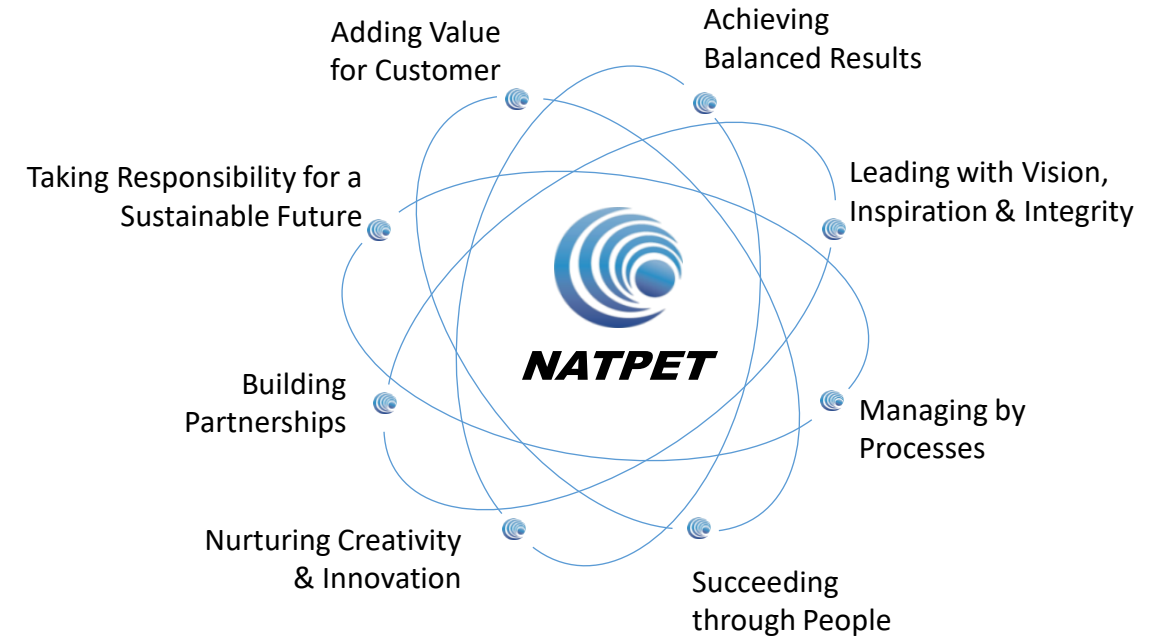 Adding Value
for Customer
Achieving
Balanced Results
Taking Responsibility for a
Sustainable Future
Leading with Vision,
Inspiration & Integrity
NATPET
Building
Partnerships
Managing by
Processes
Nurturing Creativity
& Innovation
Succeeding
through People